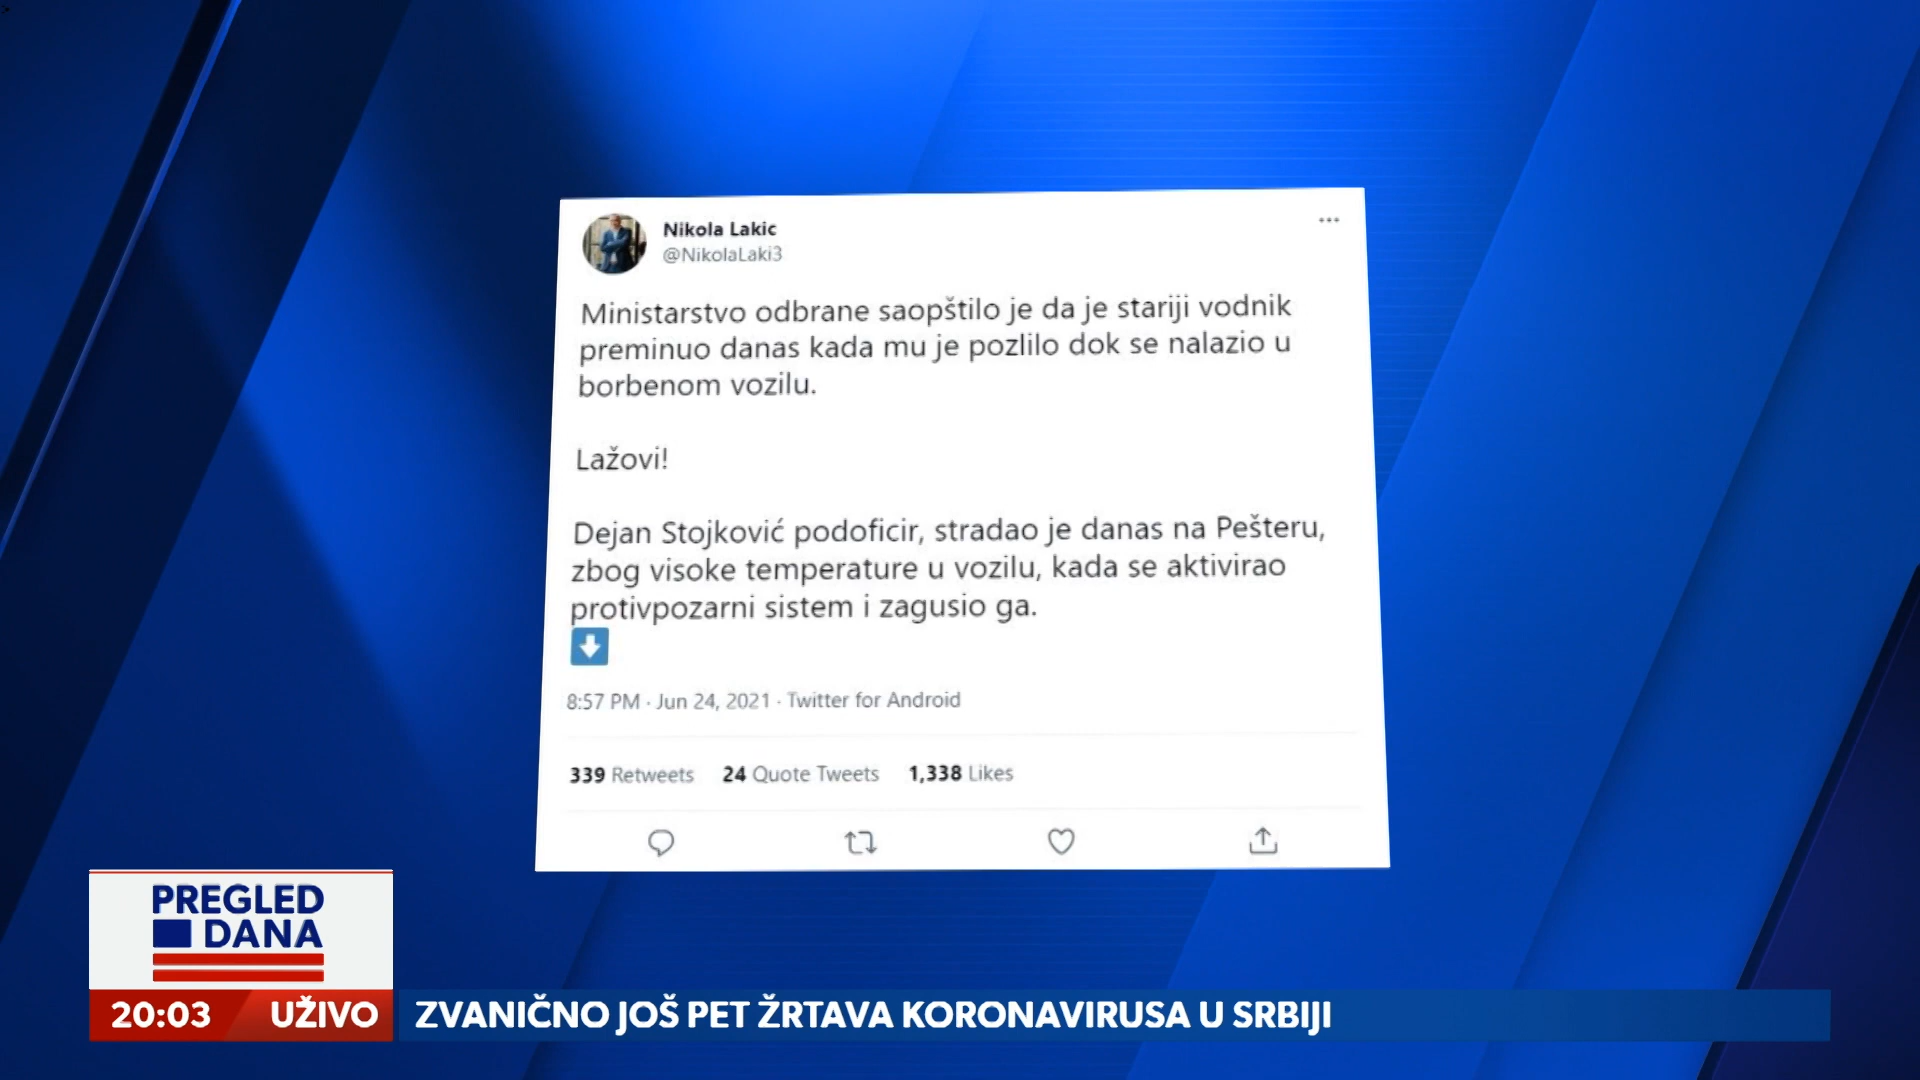 Nikola Lakic
@NikolaLaki3
Ministarstvo odbrane saopštilo je da je stariji vodnik
preminuo danas kada mu je pozlilo dok se nalazio u
borbenom vozilu.
Lažovi!
Dejan Stojković podoficir, stradao je danas na Pešteru,
zbog visoke temperature u vozilu, kada se aktivirao
protivpozarni sistem i zagusio ga.
8:57 PM · Jun 24, 2021 · Twitter for Android
339 Retweets 24 Quote Tweets 1,338 Likes
PREGLED
DANA
20:03 UŽIVO ZVANIČNO JOŠ PET ŽRTAVA KORONAVIRUSA U SRBIJI